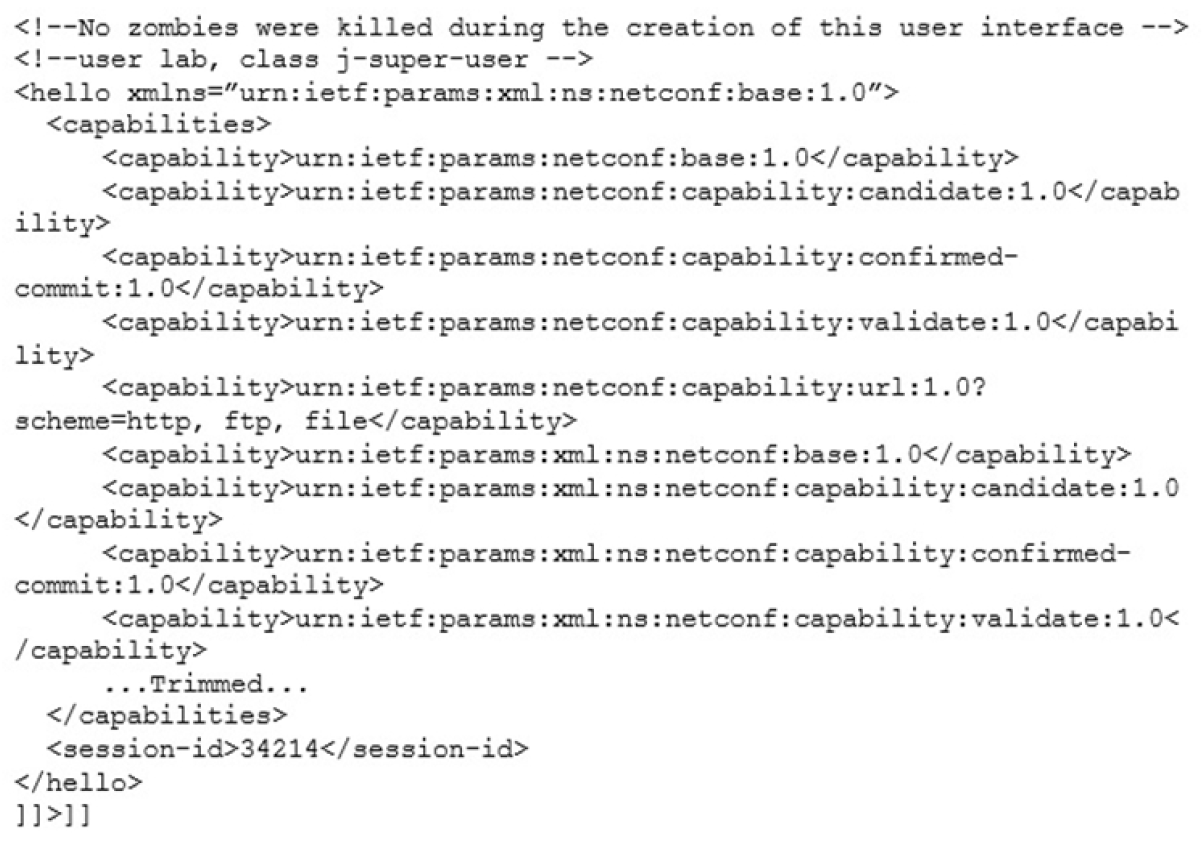 <!--No zombies were killed during the creation of this user interface -->
<!--user lab, class j-super-user -->
<hello xmlns=”urn:ietf:params:xml:ns:netconf:base:1.0”>
<capabilities>
<capability>urn:ietf:params:netconf:base:1.0</capability>
<capability>urn:ietf:params:netconf:capability:candidate:1.0</capab
ility>
<capability>urn:ietf:params:netconf:capability:confirmed-
commit:1.0</capability>
<capability>urn:ietf:params:netconf:capability:validate:1.0</capabi
lity>
<capability>urn:ietf:params:netconf:capability:url:1.0?
scheme=http, ftp, file</capability>
<capability>urn:ietf:params:xml:ns:netconf:base:1.0</capability>
<capability>urn:ietf:params:xml:ns:netconf:capability:candidate:1.0
</capability>
<capability>urn:ietf:params:xml:ns:netconf:capability:confirmed-
commit:1.0</capability>
<capability>urn:ietf:params:xml:ns:netconf:capability:validate:1.0<
/capability>
...Trimmed...
</capabilities>
<session-id>34214</session-id>
</hello>
]]>]]